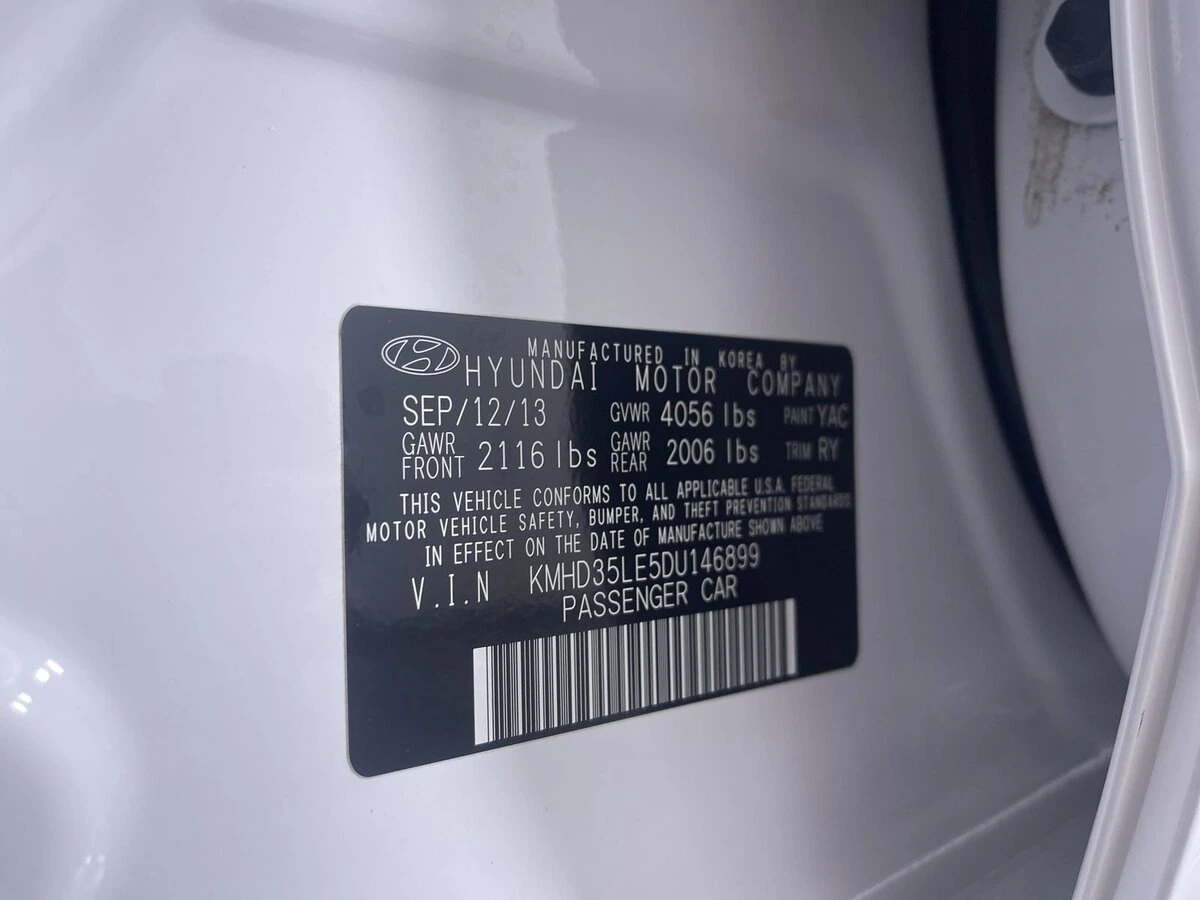 MANUFACTURED IN KOREA BY
HYUNDAI MOTOR COMPANY
SEP/12/13 GVWR 4056 lbs PAINT YAC
GAWR FRONT 2116 lbs GAWR REAR 2006 lbs TRIM RY
THIS VEHICLE CONFORMS TO ALL APPLICABLE U.S.A. FEDERAL
MOTOR VEHICLE SAFETY, BUMPER, AND THEFT PREVENTION STANDARDS
IN EFFECT ON THE DATE OF MANUFACTURE SHOWN ABOVE
V.I.N KMHD35LE5DU146899
PASSENGER CAR